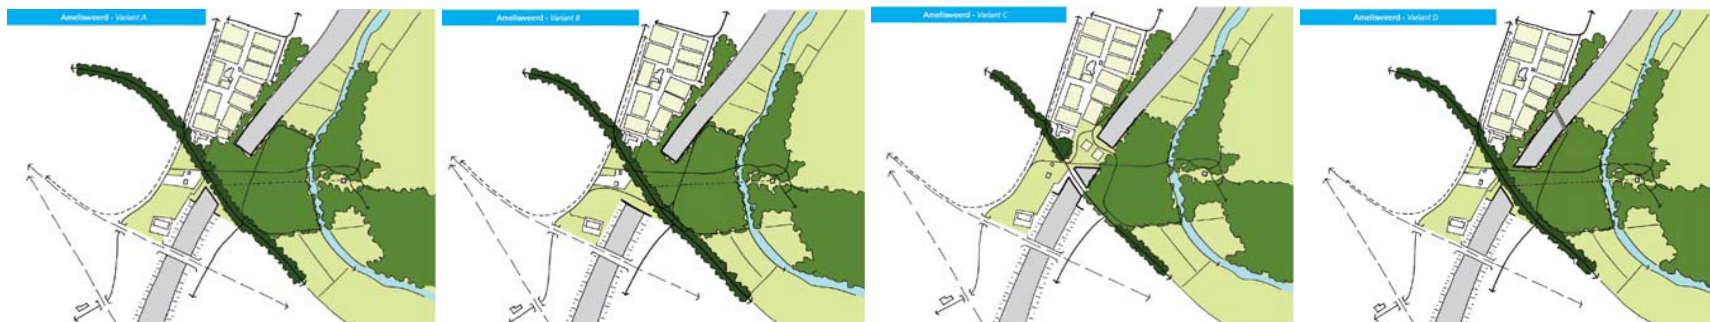 Amelisweerd - Variant A
Amelisweerd - Variant B
Amelisweerd - Variant C
Amelisweerd - Variant D